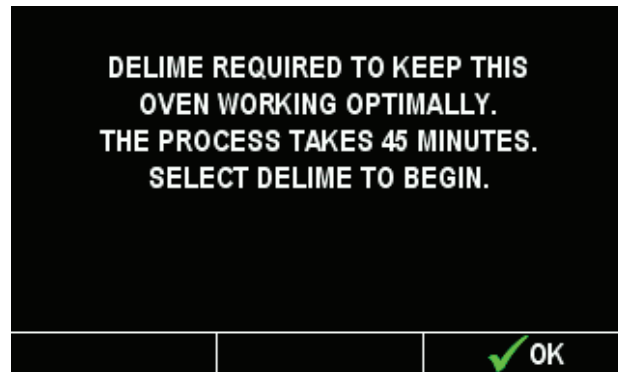 DELIME REQUIRED TO KEEP THIS
OVEN WORKING OPTIMALLY.
THE PROCESS TAKES 45 MINUTES.
SELECT DELIME TO BEGIN.
OK